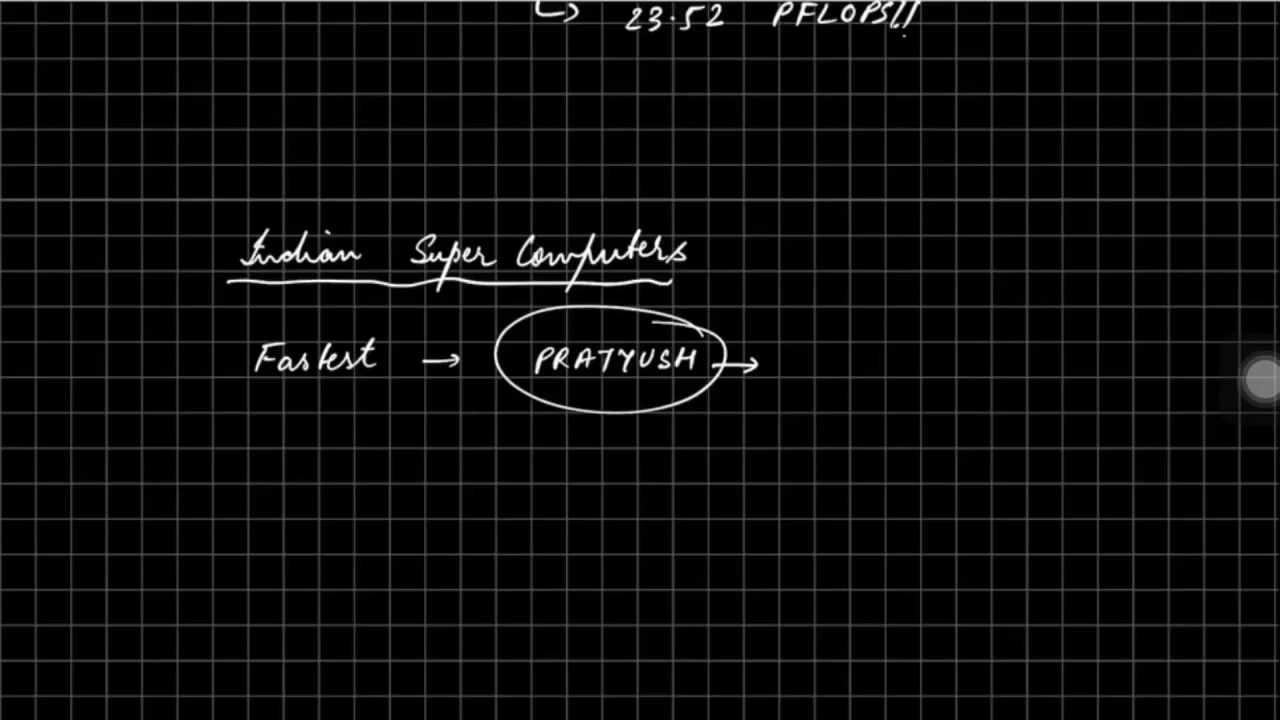 ↳ 23.52 PFLOPS!!
Indian Super Computers
Fastest → PRATYUSH →